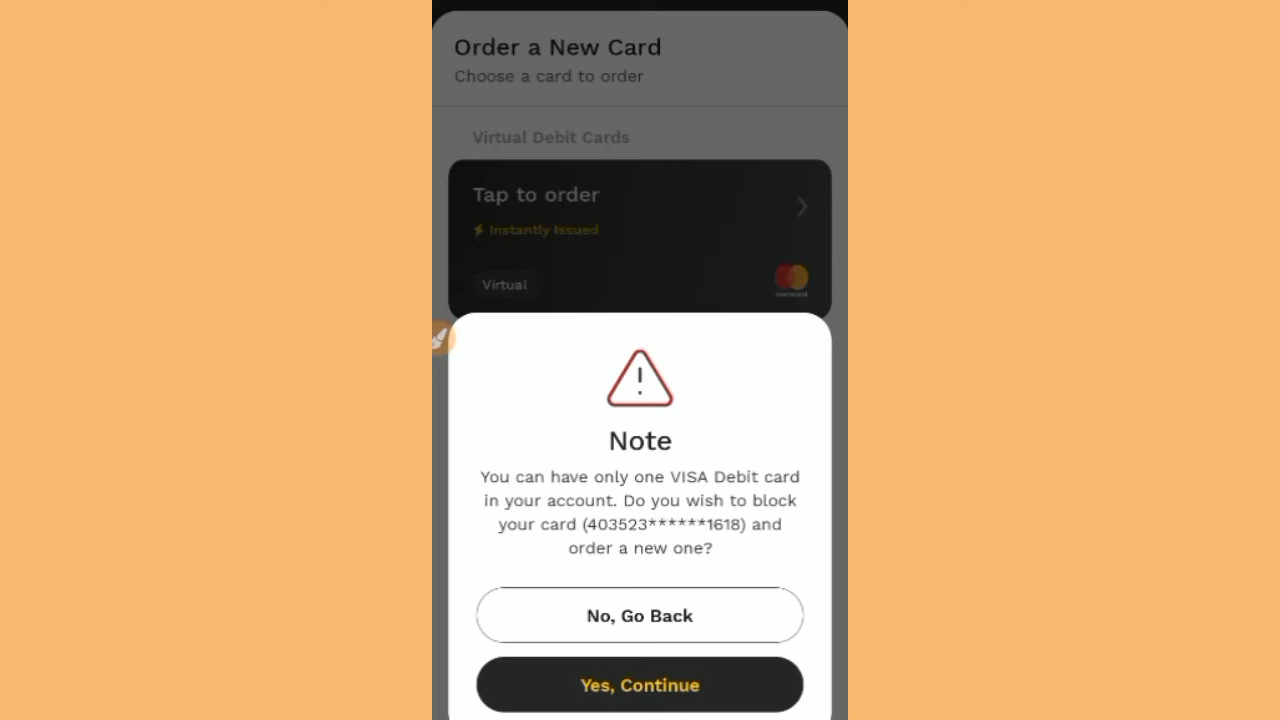 Order a New Card
Choose a card to order
Virtual Debit Cards
Tap to order
Instantly Issued
Virtual
mastercard
Note
You can have only one VISA Debit card
in your account. Do you wish to block
your card (403523******1618) and
order a new one?
No, Go Back
Yes, Continue